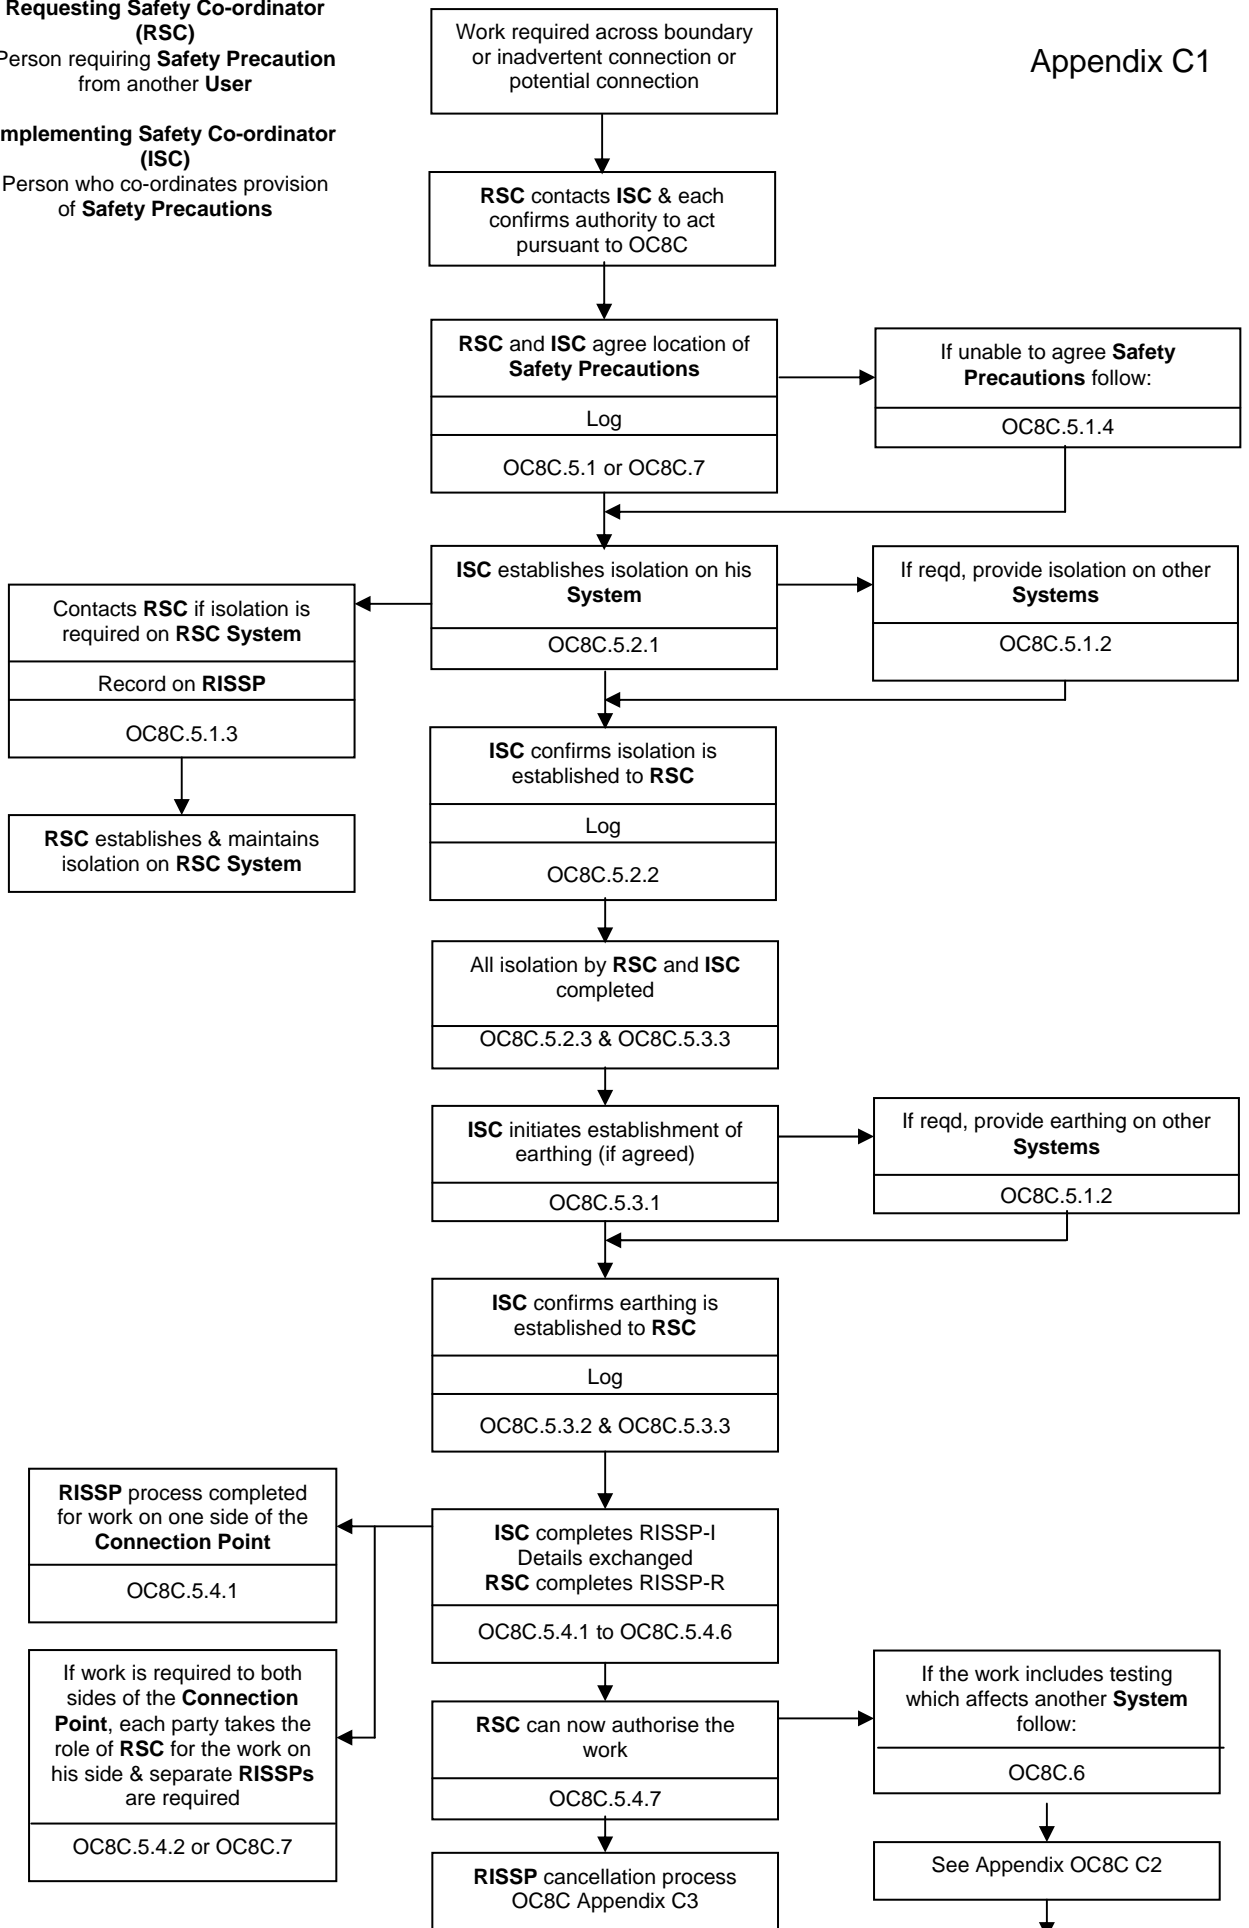 Requesting Safety Co-ordinator
(RSC)
Person requiring Safety Precaution
from another User
Implementing Safety Co-ordinator
(ISC)
Person who co-ordinates provision
of Safety Precautions
Appendix C1
Work required across boundary
or inadvertent connection or
potential connection
RSC contacts ISC & each
confirms authority to act
pursuant to OC8C
RSC and ISC agree location of
Safety Precautions
Log
OC8C.5.1 or OC8C.7
If unable to agree Safety
Precautions follow:
OC8C.5.1.4
ISC establishes isolation on his
System
OC8C.5.2.1
If reqd, provide isolation on other
Systems
OC8C.5.1.2
Contacts RSC if isolation is
required on RSC System
Record on RISSP
OC8C.5.1.3
RSC establishes & maintains
isolation on RSC System
ISC confirms isolation is
established to RSC
Log
OC8C.5.2.2
All isolation by RSC and ISC
completed
OC8C.5.2.3 & OC8C.5.3.3
ISC initiates establishment of
earthing (if agreed)
OC8C.5.3.1
If reqd, provide earthing on other
Systems
OC8C.5.1.2
ISC confirms earthing is
established to RSC
Log
OC8C.5.3.2 & OC8C.5.3.3
RISSP process completed
for work on one side of the
Connection Point
OC8C.5.4.1
ISC completes RISSP-I
Details exchanged
RSC completes RISSP-R
OC8C.5.4.1 to OC8C.5.4.6
If work is required to both
sides of the Connection
Point, each party takes the
role of RSC for the work on
his side & separate RISSPs
are required
OC8C.5.4.2 or OC8C.7
RSC can now authorise the
work
OC8C.5.4.7
If the work includes testing
which affects another System
follow:
OC8C.6
See Appendix OC8C C2
RISSP cancellation process
OC8C Appendix C3